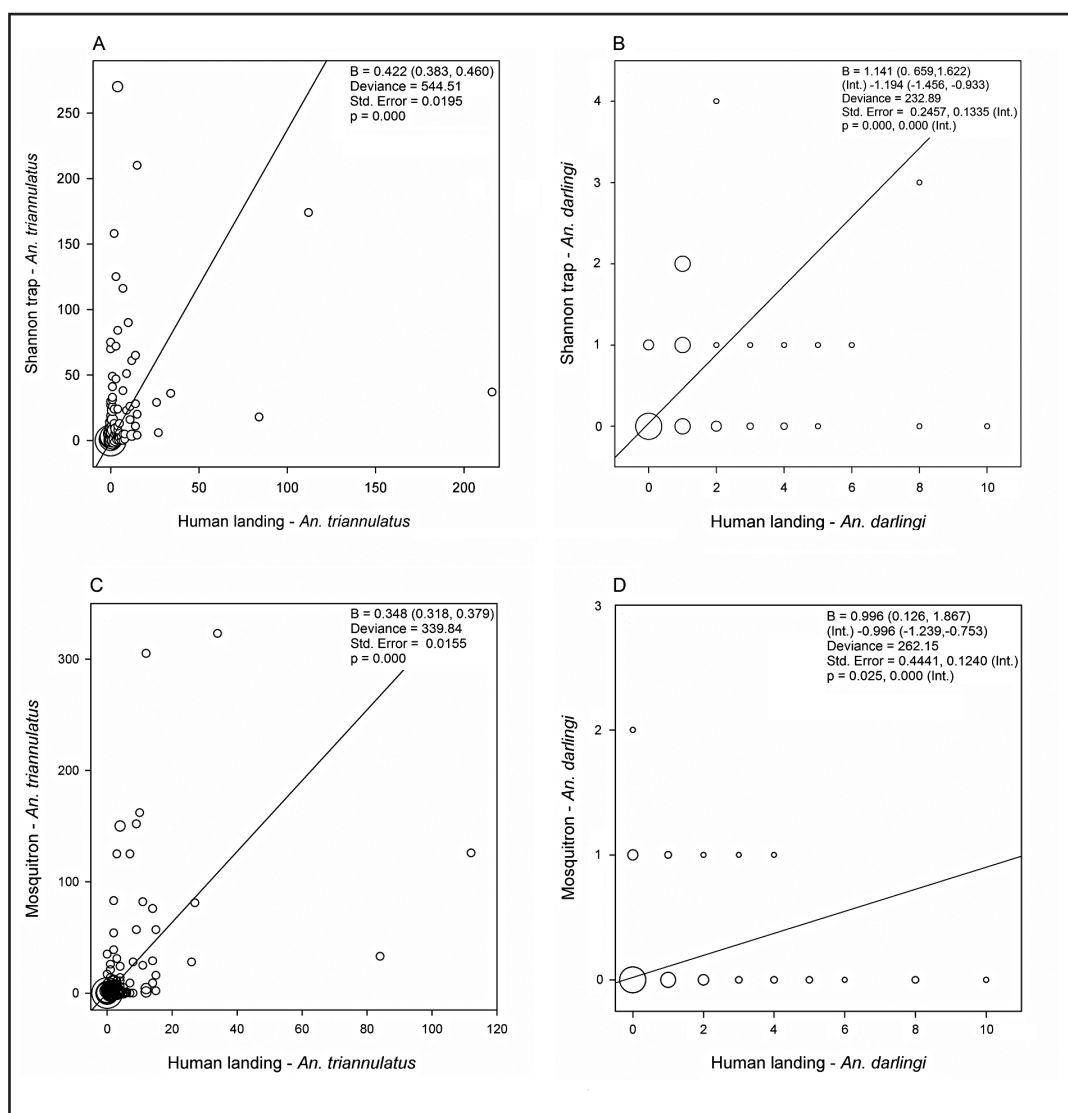 A
B = 0.422 (0.383, 0.460)
Deviance = 544.51
Std. Error = 0.0195
p = 0.000
250
200
150
100
50
0
Shannon trap - An. triannulatus
0 50 100 150 200
Human landing - An. triannulatus
B
B = 1.141 (0. 659,1.622)
(Int.) -1.194 (-1.456, -0.933)
Deviance = 232.89
Std. Error = 0.2457, 0.1335 (Int.)
p = 0.000, 0.000 (Int.)
4
3
2
1
0
Shannon trap - An. darlingi
0 2 4 6 8 10
Human landing - An. darlingi
C
B = 0.348 (0.318, 0.379)
Deviance = 339.84
Std. Error = 0.0155
p = 0.000
300
200
100
0
Mosquitron - An. triannulatus
0 20 40 60 80 100 120
Human landing - An. triannulatus
D
B = 0.996 (0.126, 1.867)
(Int.) -0.996 (-1.239,-0.753)
Deviance = 262.15
Std. Error = 0.4441, 0.1240 (Int.)
p = 0.025, 0.000 (Int.)
3
2
1
0
Mosquitron - An. darlingi
0 2 4 6 8 10
Human landing - An. darlingi